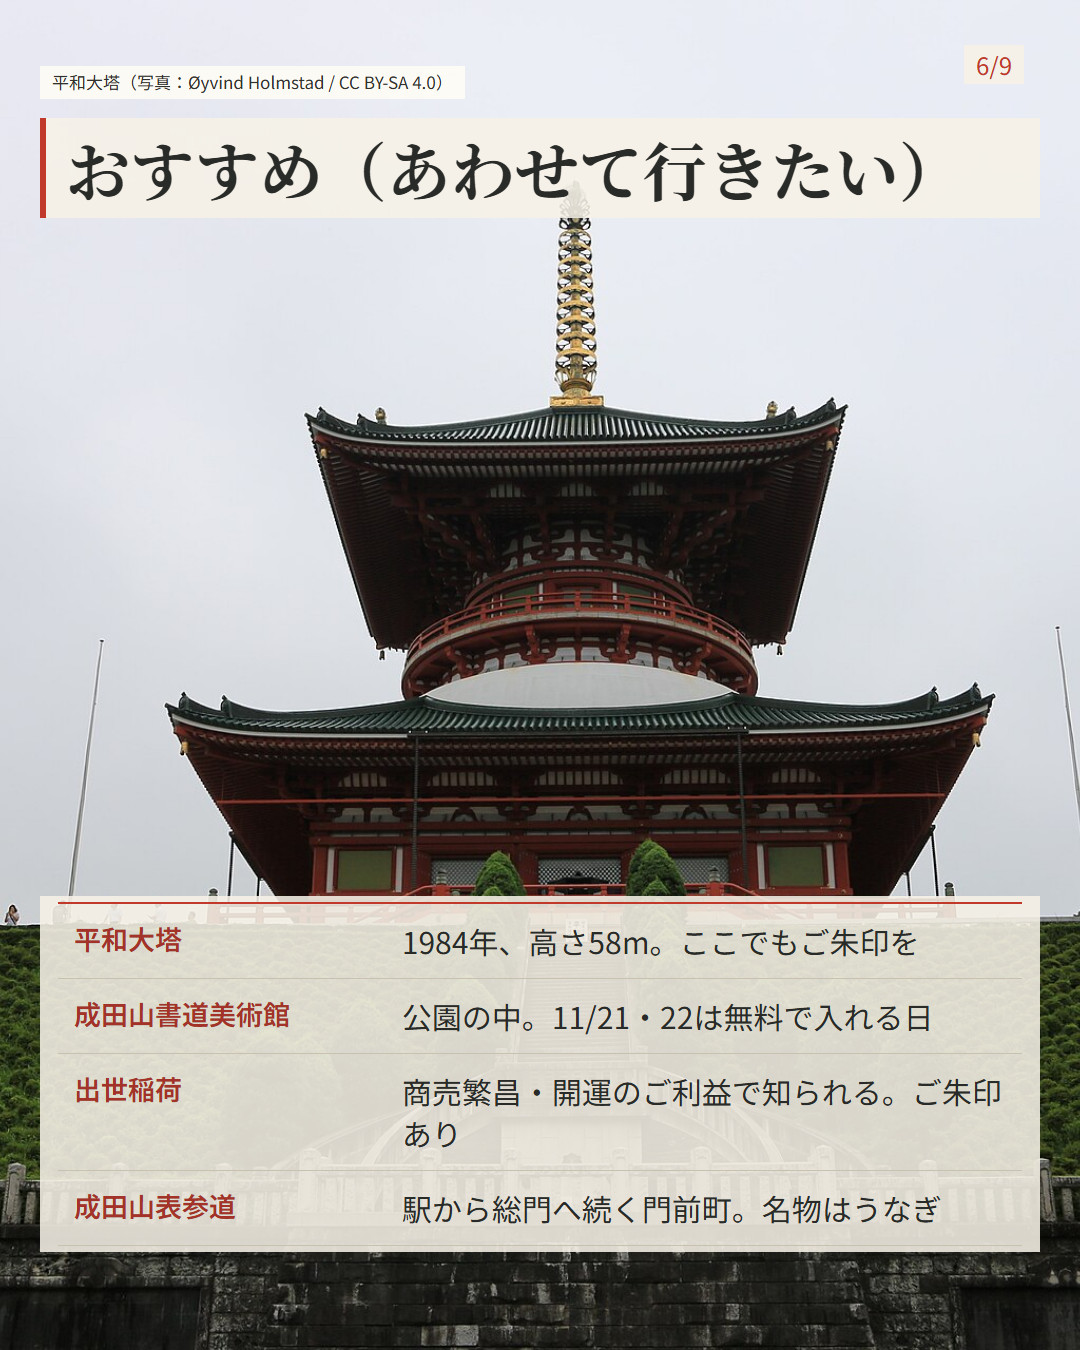 平和大塔（写真：Øyvind Holmstad / CC BY-SA 4.0）
6/9
おすすめ（あわせて行きたい）
平和大塔
1984年、高さ58m。ここでもご朱印を
成田山書道美術館
公園の中。11/21・22は無料で入れる日
出世稲荷
商売繁昌・開運のご利益で知られる。ご朱印
あり
成田山表参道
駅から総門へ続く門前町。名物はうなぎ